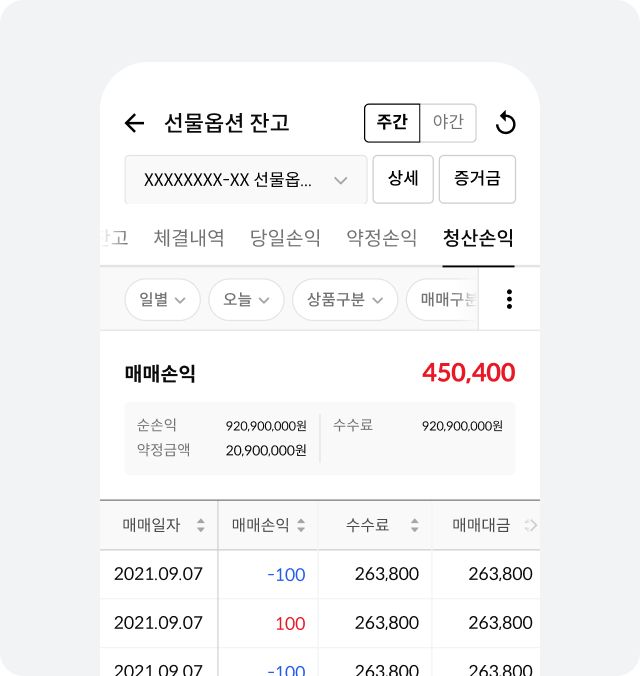 선물옵션 잔고 주간 야간
XXXXXXXX-XX 선물옵... 상세 증거금
잔고 체결내역 당일손익 약정손익 청산손익
일별 오늘 상품구분 매매구분
매매손익 450,400
순손익 920,900,000원 수수료 920,900,000원
약정금액 20,900,000원
매매일자 매매손익 수수료 매매대금
2021.09.07 -100 263,800 263,800
2021.09.07 100 263,800 263,800
2021.09.07 -100 263,800 263,800